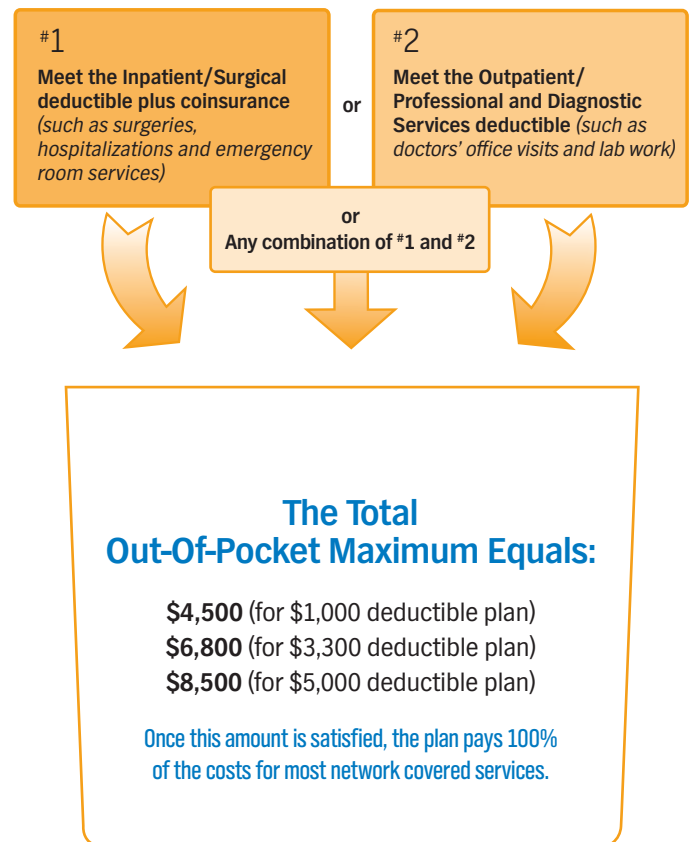 #1
Meet the Inpatient/Surgical
deductible plus coinsurance
(such as surgeries,
hospitalizations and emergency
room services)
or
#2
Meet the Outpatient/
Professional and Diagnostic
Services deductible (such as
doctors' office visits and lab work)
or
Any combination of #1 and #2
The Total
Out-Of-Pocket Maximum Equals:
$4,500 (for $1,000 deductible plan)
$6,800 (for $3,300 deductible plan)
$8,500 (for $5,000 deductible plan)
Once this amount is satisfied, the plan pays 100%
of the costs for most network covered services.